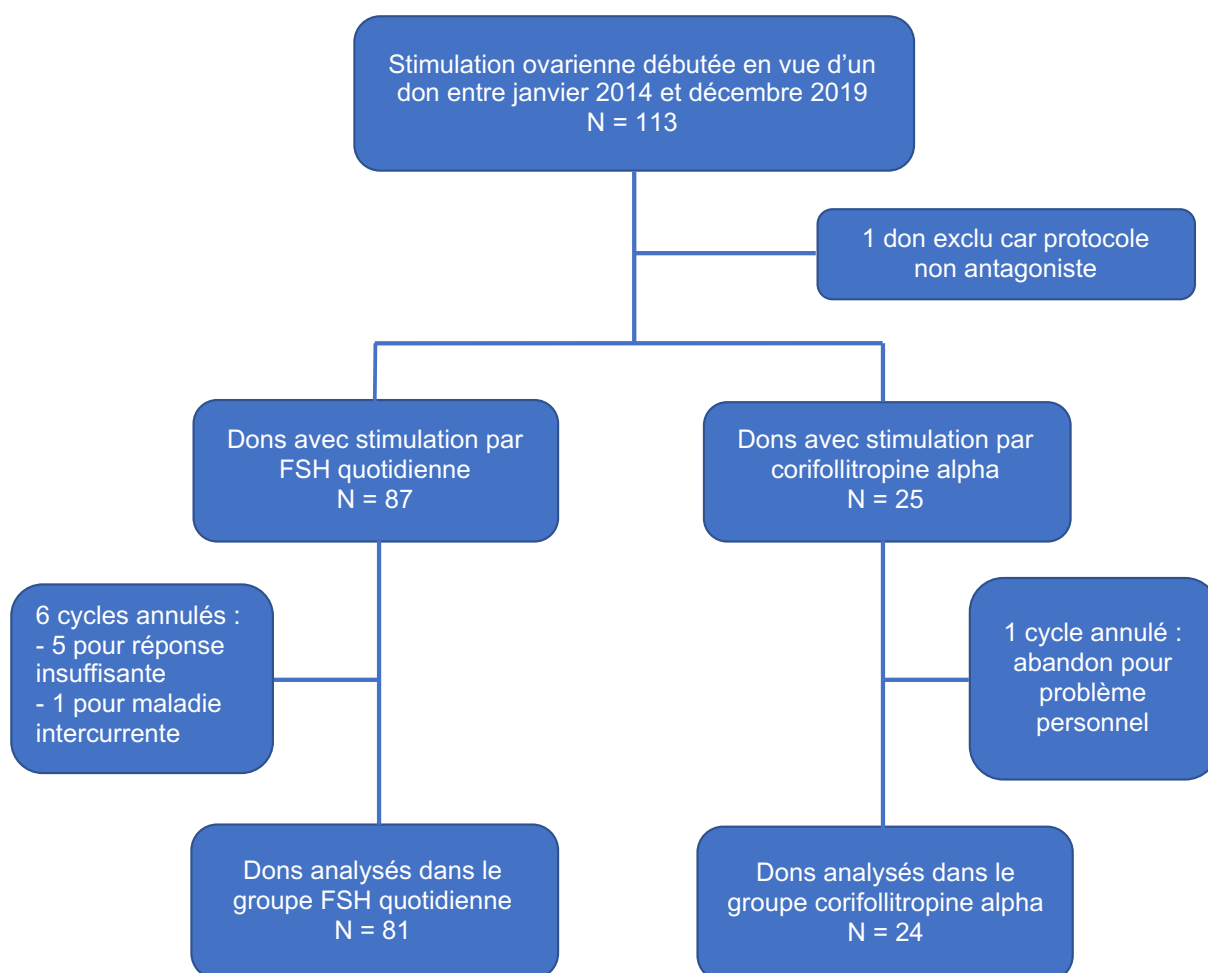 Stimulation ovarienne débutée en vue d'un
don entre janvier 2014 et décembre 2019
N = 113
1 don exclu car protocole
non antagoniste
Dons avec stimulation par
FSH quotidienne
N = 87
Dons avec stimulation par
corifollitropine alpha
N = 25
6 cycles annulés :
- 5 pour réponse
insuffisante
- 1 pour maladie
intercurrente
1 cycle annulé :
abandon pour
problème
personnel
Dons analysés dans le
groupe FSH quotidienne
N = 81
Dons analysés dans le
groupe corifollitropine alpha
N = 24